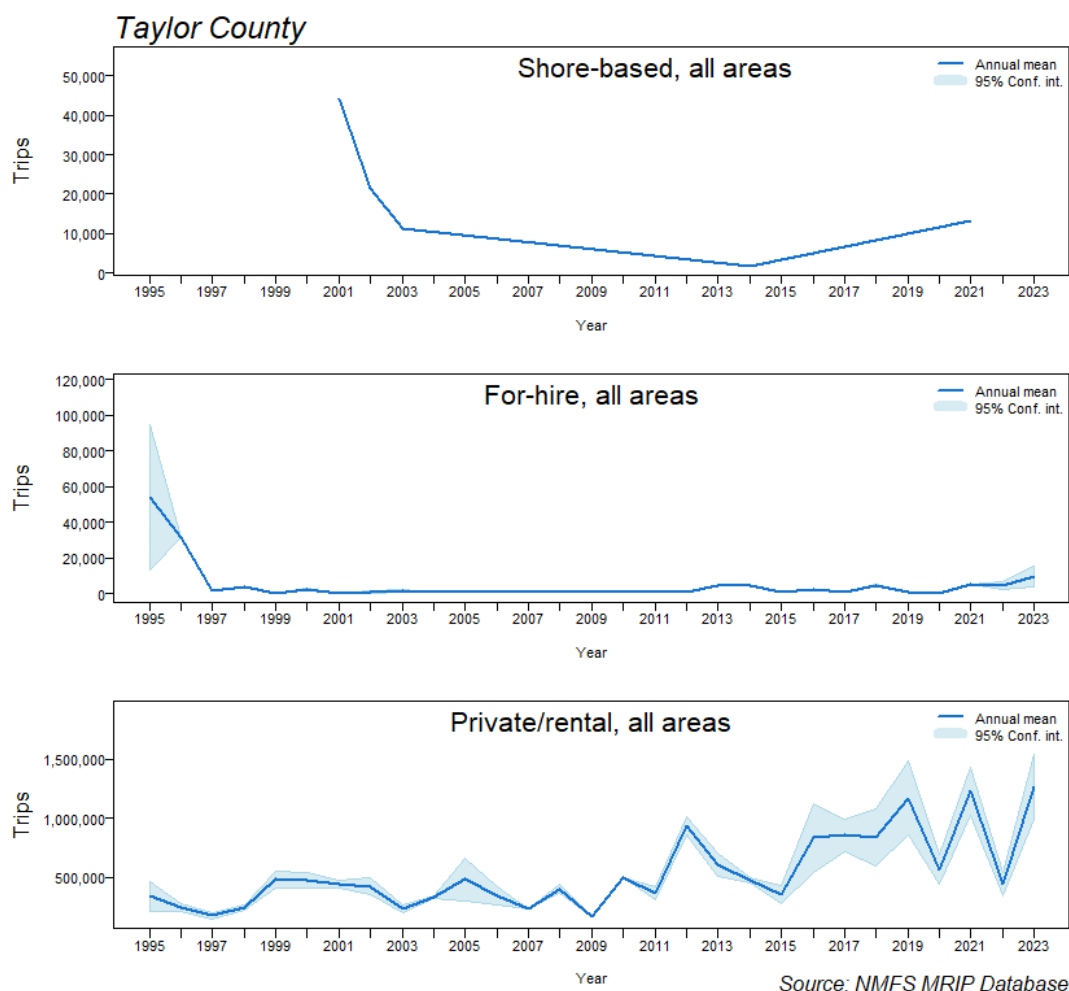 Taylor County
Shore-based, all areas
Annual mean
95% Conf. int.
50,000
40,000
30,000
20,000
10,000
0
Trips
1995 1997 1999 2001 2003 2005 2007 2009 2011 2013 2015 2017 2019 2021 2023
Year
For-hire, all areas
Annual mean
95% Conf. int.
120,000
100,000
80,000
60,000
40,000
20,000
0
Trips
1995 1997 1999 2001 2003 2005 2007 2009 2011 2013 2015 2017 2019 2021 2023
Year
Private/rental, all areas
Annual mean
95% Conf. int.
1,500,000
1,000,000
500,000
Trips
1995 1997 1999 2001 2003 2005 2007 2009 2011 2013 2015 2017 2019 2021 2023
Year
Source: NMFS MRIP Database